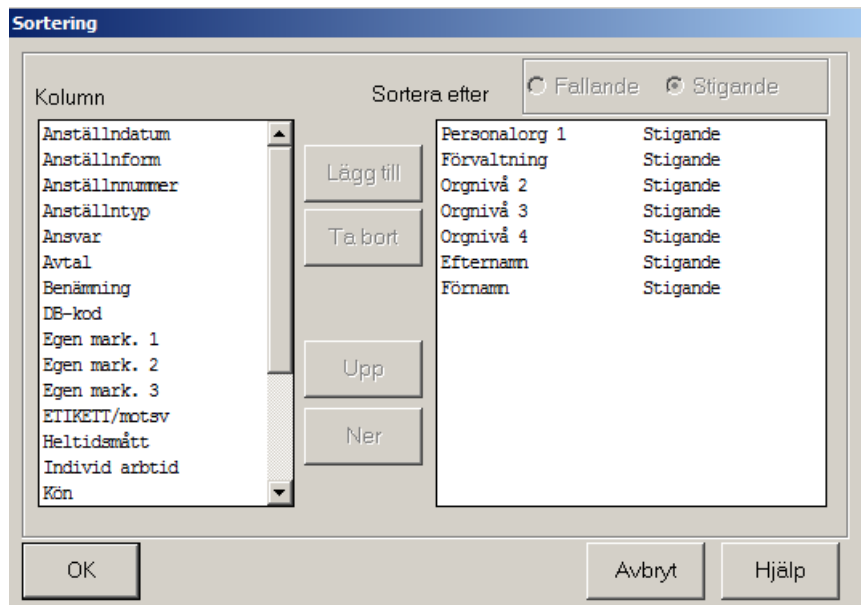 Sortering
Kolumn
Sortera efter
Fallande
Stigande
Anställndatum
Anställnform
Anställnnummer
Anställntyp
Ansvar
Avtal
Benämning
DB-kod
Egen mark. 1
Egen mark. 2
Egen mark. 3
ETIKETT/motsv
Heltidsmått
Individ arbtid
Kön
Lägg till
Ta bort
Upp
Ner
Personalorg 1 Stigande
Förvaltning Stigande
Orgnivå 2 Stigande
Orgnivå 3 Stigande
Orgnivå 4 Stigande
Efternamn Stigande
Förnamn Stigande
OK
Avbryt
Hjälp